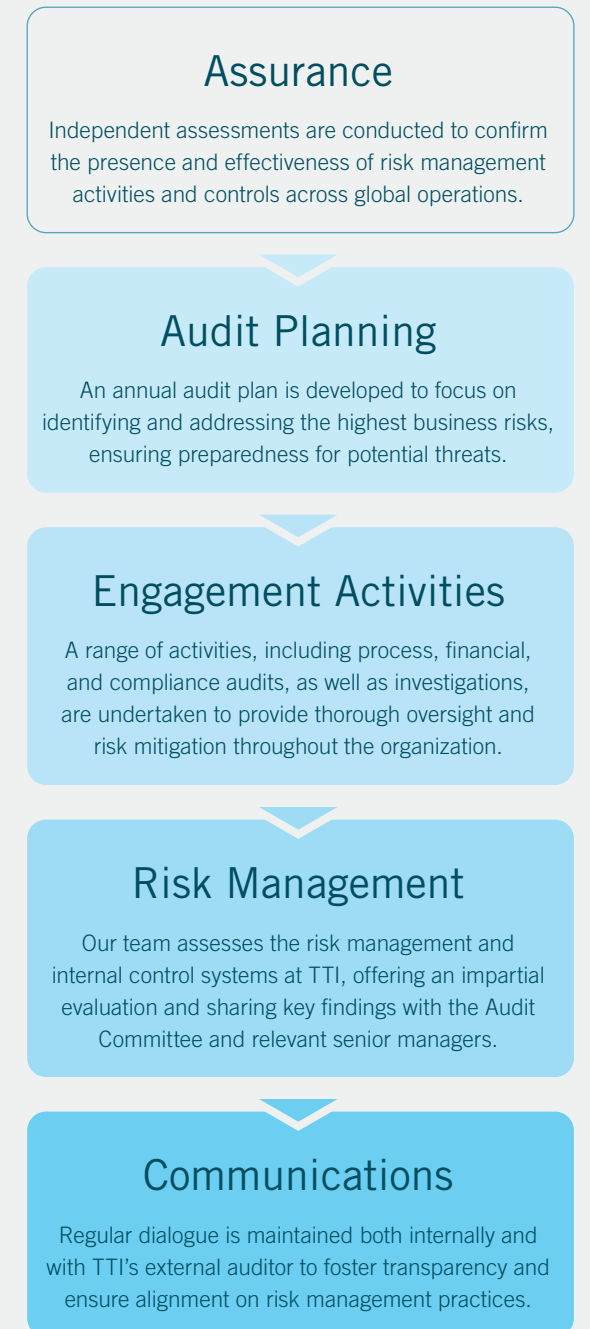 Assurance
Independent assessments are conducted to confirm
the presence and effectiveness of risk management
activities and controls across global operations.
Audit Planning
An annual audit plan is developed to focus on
identifying and addressing the highest business risks,
ensuring preparedness for potential threats.
Engagement Activities
A range of activities, including process, financial,
and compliance audits, as well as investigations,
are undertaken to provide thorough oversight and
risk mitigation throughout the organization.
Risk Management
Our team assesses the risk management and
internal control systems at TTI, offering an impartial
evaluation and sharing key findings with the Audit
Committee and relevant senior managers.
Communications
Regular dialogue is maintained both internally and
with TTI’s external auditor to foster transparency and
ensure alignment on risk management practices.